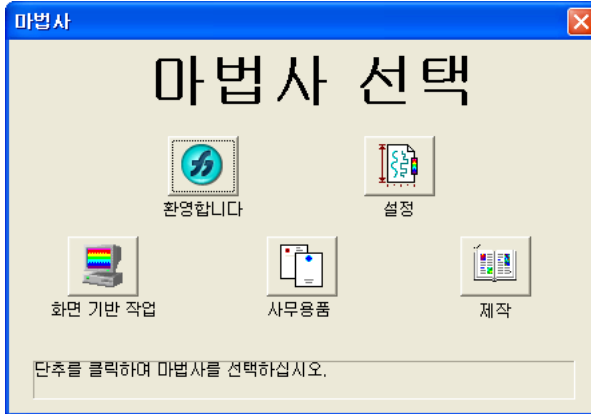 마법사
마법사 선택
환영합니다
설정
화면 기반 작업
사무용품
제작
단추를 클릭하여 마법사를 선택하십시오.